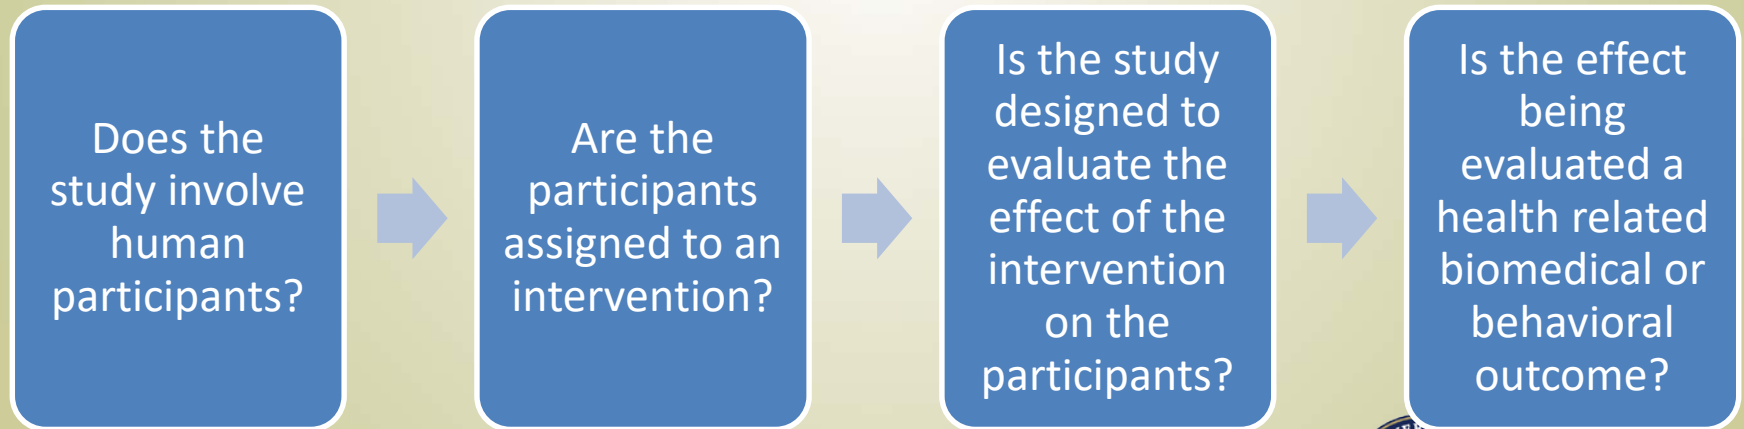 Does the
study involve
human
participants?
Are the
participants
assigned to an
intervention?
Is the study
designed to
evaluate the
effect of the
intervention
on the
participants?
Is the effect
being
evaluated a
health related
biomedical or
behavioral
outcome?